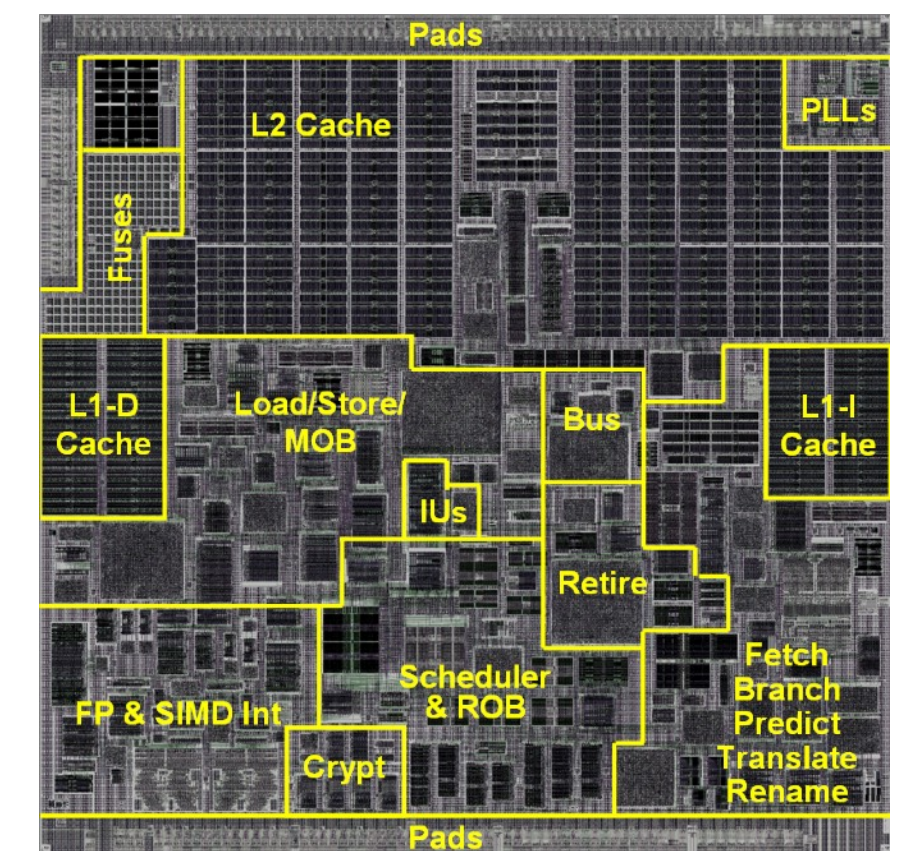 Pads
L2 Cache
PLLs
Fuses
L1-D
Cache
Load/Store/
MOB
Bus
L1-I
Cache
IUs
Retire
Scheduler
& ROB
Fetch
Branch
Predict
Translate
Rename
FP & SIMD Int
Crypt
Pads